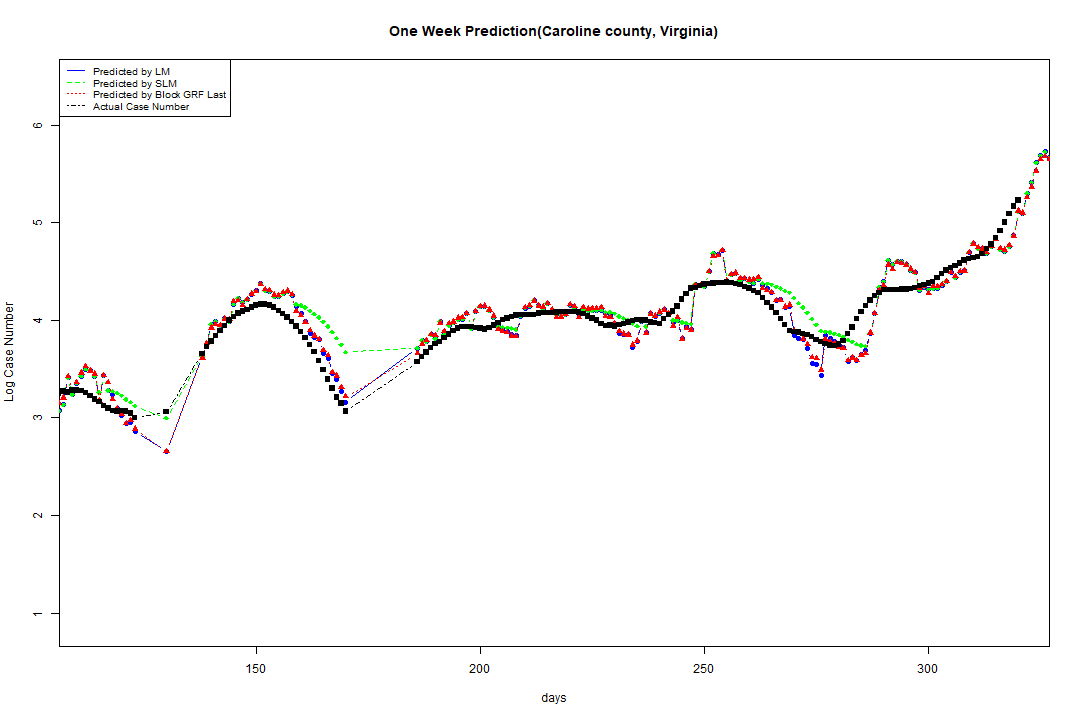 One Week Prediction(Caroline county, Virginia)
Predicted by LM
Predicted by SLM
Predicted by Block GRF Last
Actual Case Number
6
5
4
3
2
1
Log Case Number
150
200
250
300
days